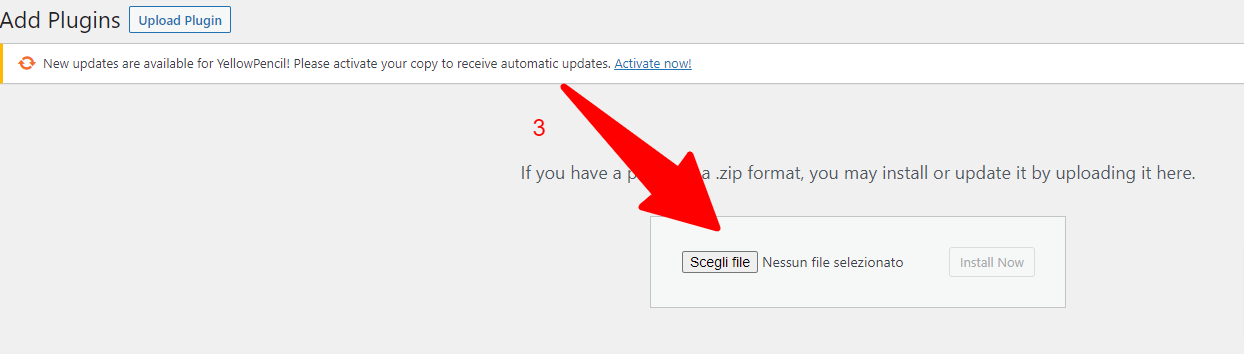 Add Plugins Upload Plugin
New updates are available for YellowPencil! Please activate your copy to receive automatic updates. Activate now!
3
If you have a a .zip format, you may install or update it by uploading it here.
Scegli file Nessun file selezionato Install Now